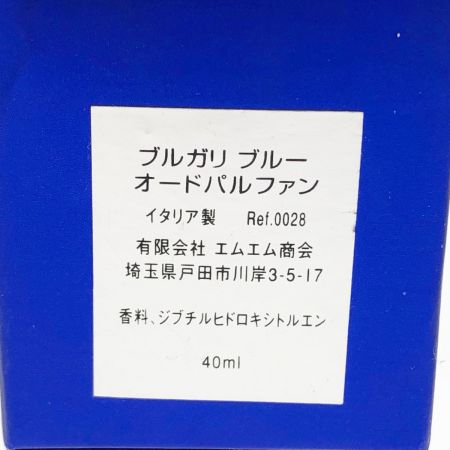 ブルガリ ブルー
オードパルファン
イタリア製 Ref.0028
有限会社 エムエム商会
埼玉県戸田市川岸3-5-17
香料、ジブチルヒドロキシトルエン
40ml